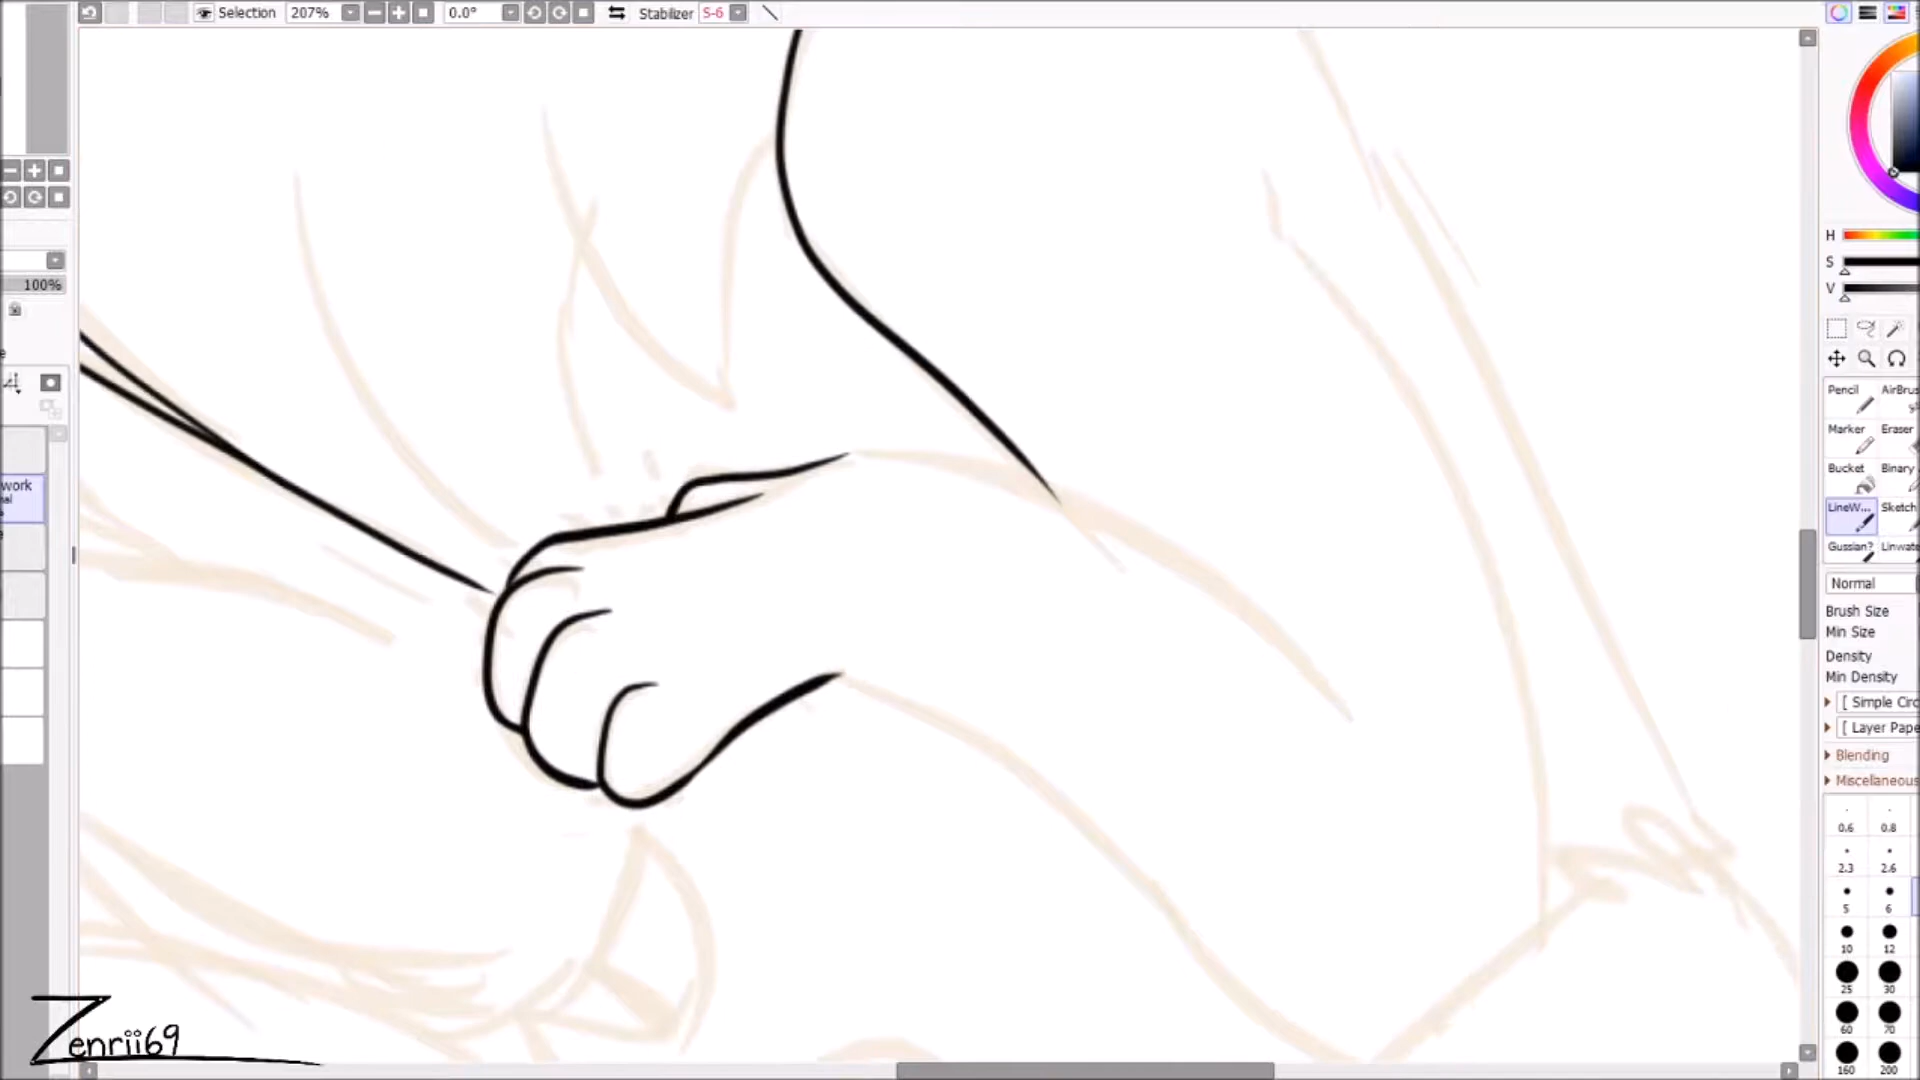 Selection 207% 0.0° Stabilizer S-6
100%
work
H
S
V
Pencil AirBrus
Marker Eraser
Bucket Binary
LineW... Sketch
Gussian? Linwate
Normal
Brush Size
Min Size
Density
Min Density
[ Simple Circ
[ Layer Pape
Blending
Miscellaneous
0.6 0.8
2.3 2.6
5 6
10 12
25 30
60 70
160 200
Zenrii69